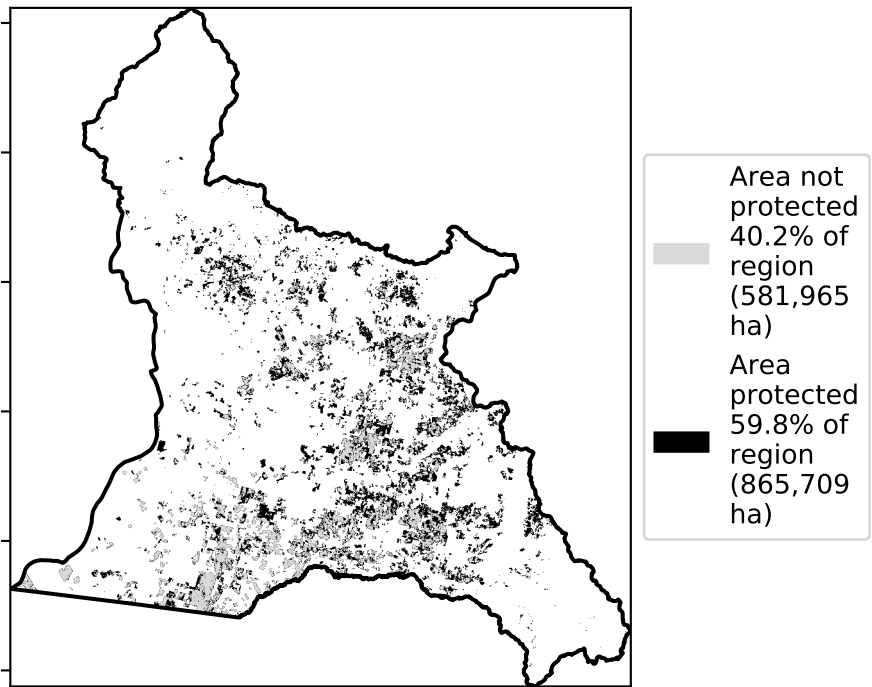 Area not
protected
40.2% of
region
(581,965
ha)
Area
protected
59.8% of
region
(865,709
ha)